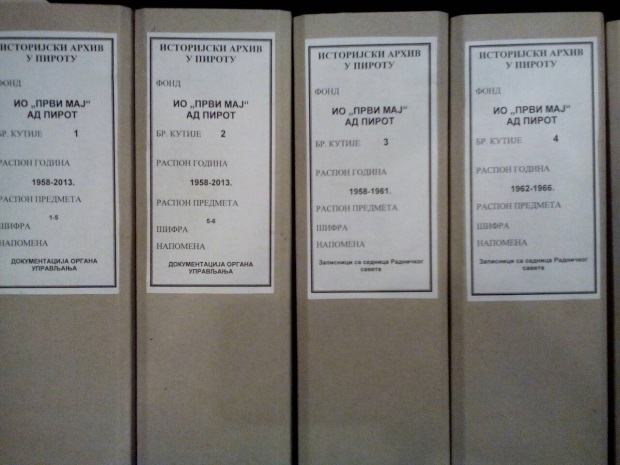 ИСТОРИЈСКИ АРХИВ
У ПИРОТУ
ФОНД
ИО „ПРВИ МАЈ“
АД ПИРОТ
БР. КУТИЈЕ 1
РАСПОН ГОДИНА
1958-2013.
РАСПОН ПРЕДМЕТА
1-5
ШИФРА
НАПОМЕНА
ДОКУМЕНТАЦИЈА ОРГАНА
УПРАВЉАЊА
ИСТОРИЈСКИ АРХИВ
У ПИРОТУ
ФОНД
ИО „ПРВИ МАЈ“
АД ПИРОТ
БР. КУТИЈЕ 2
РАСПОН ГОДИНА
1958-2013.
РАСПОН ПРЕДМЕТА
5-6
ШИФРА
НАПОМЕНА
ДОКУМЕНТАЦИЈА ОРГАНА
УПРАВЉАЊА
ИСТОРИЈСКИ АРХИВ
У ПИРОТУ
ФОНД
ИО „ПРВИ МАЈ“
АД ПИРОТ
БР. КУТИЈЕ 3
РАСПОН ГОДИНА
1958-1961.
РАСПОН ПРЕДМЕТА
ШИФРА
НАПОМЕНА
Записници са седница Радничког
савета
ИСТОРИЈСКИ АРХИВ
У ПИРОТУ
ФОНД
ИО „ПРВИ МАЈ“
АД ПИРОТ
БР. КУТИЈЕ 4
РАСПОН ГОДИНА
1962-1966.
РАСПОН ПРЕДМЕТА
ШИФРА
НАПОМЕНА
Записници са седница Радничког
савета